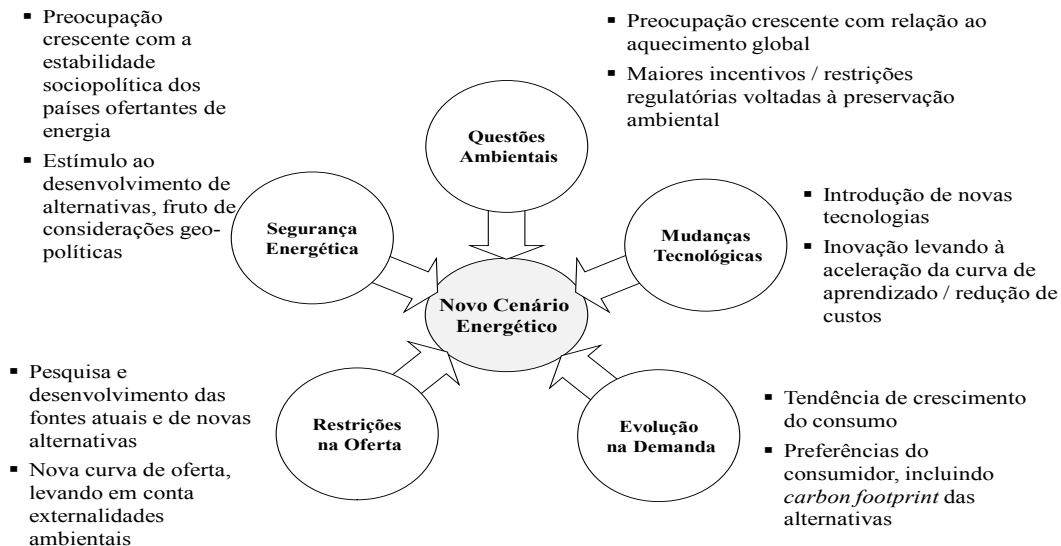 ▪ Preocupação
crescente com a
estabilidade
sociopolítica dos
países ofertantes de
energia
▪ Estímulo ao
desenvolvimento de
alternativas, fruto de
considerações geo-
políticas
▪ Preocupação crescente com relação ao
aquecimento global
▪ Maiores incentivos / restrições
regulatórias voltadas à preservação
ambiental
Questões
Ambientais
Segurança
Energética
Mudanças
Tecnológicas
▪ Introdução de novas
tecnologias
▪ Inovação levando à
aceleração da curva de
aprendizado / redução de
custos
Novo Cenário
Energético
▪ Pesquisa e
desenvolvimento das
fontes atuais e de novas
alternativas
▪ Nova curva de oferta,
levando em conta
externalidades
ambientais
Restrições
na Oferta
Evolução
na Demanda
▪ Tendência de crescimento
do consumo
▪ Preferências do
consumidor, incluindo
carbon footprint das
alternativas